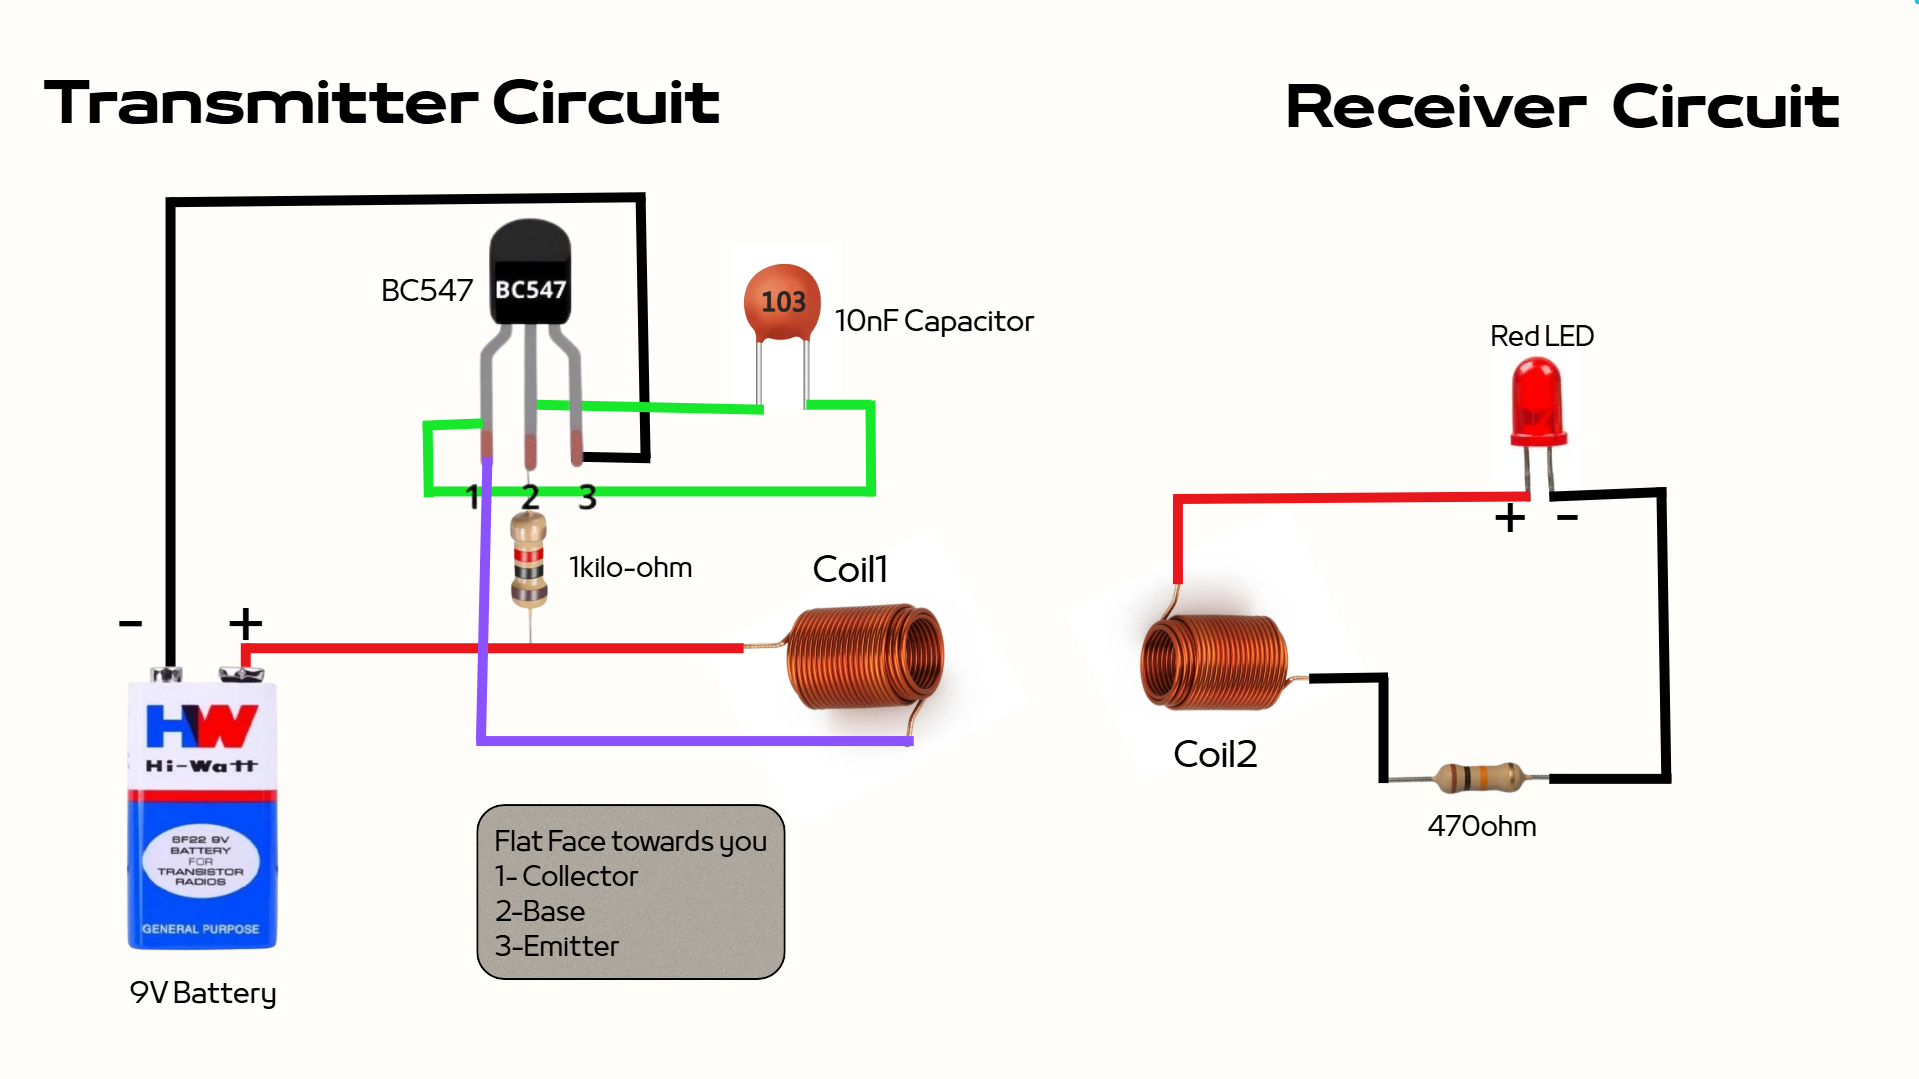 Transmitter Circuit
Receiver Circuit
BC547
BC547
103
10nF Capacitor
Red LED
+ -
1 2 3
1kilo-ohm
Coil1
- +
HW
Hi-Watt
6F22 9V
BATTERY
FOR
TRANSISTOR
RADIOS
GENERAL PURPOSE
9V Battery
Coil2
470ohm
Flat Face towards you
1- Collector
2-Base
3-Emitter